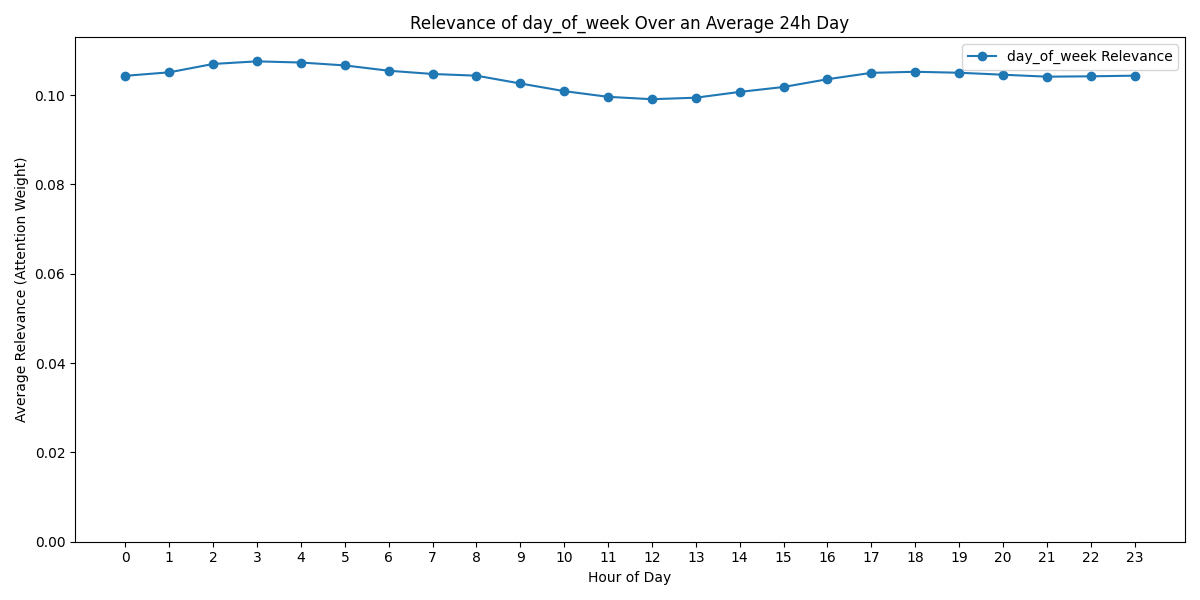 Relevance of day_of_week Over an Average 24h Day
day_of_week Relevance
Average Relevance (Attention Weight)
0.10
0.08
0.06
0.04
0.02
0.00
0 1 2 3 4 5 6 7 8 9 10 11 12 13 14 15 16 17 18 19 20 21 22 23
Hour of Day